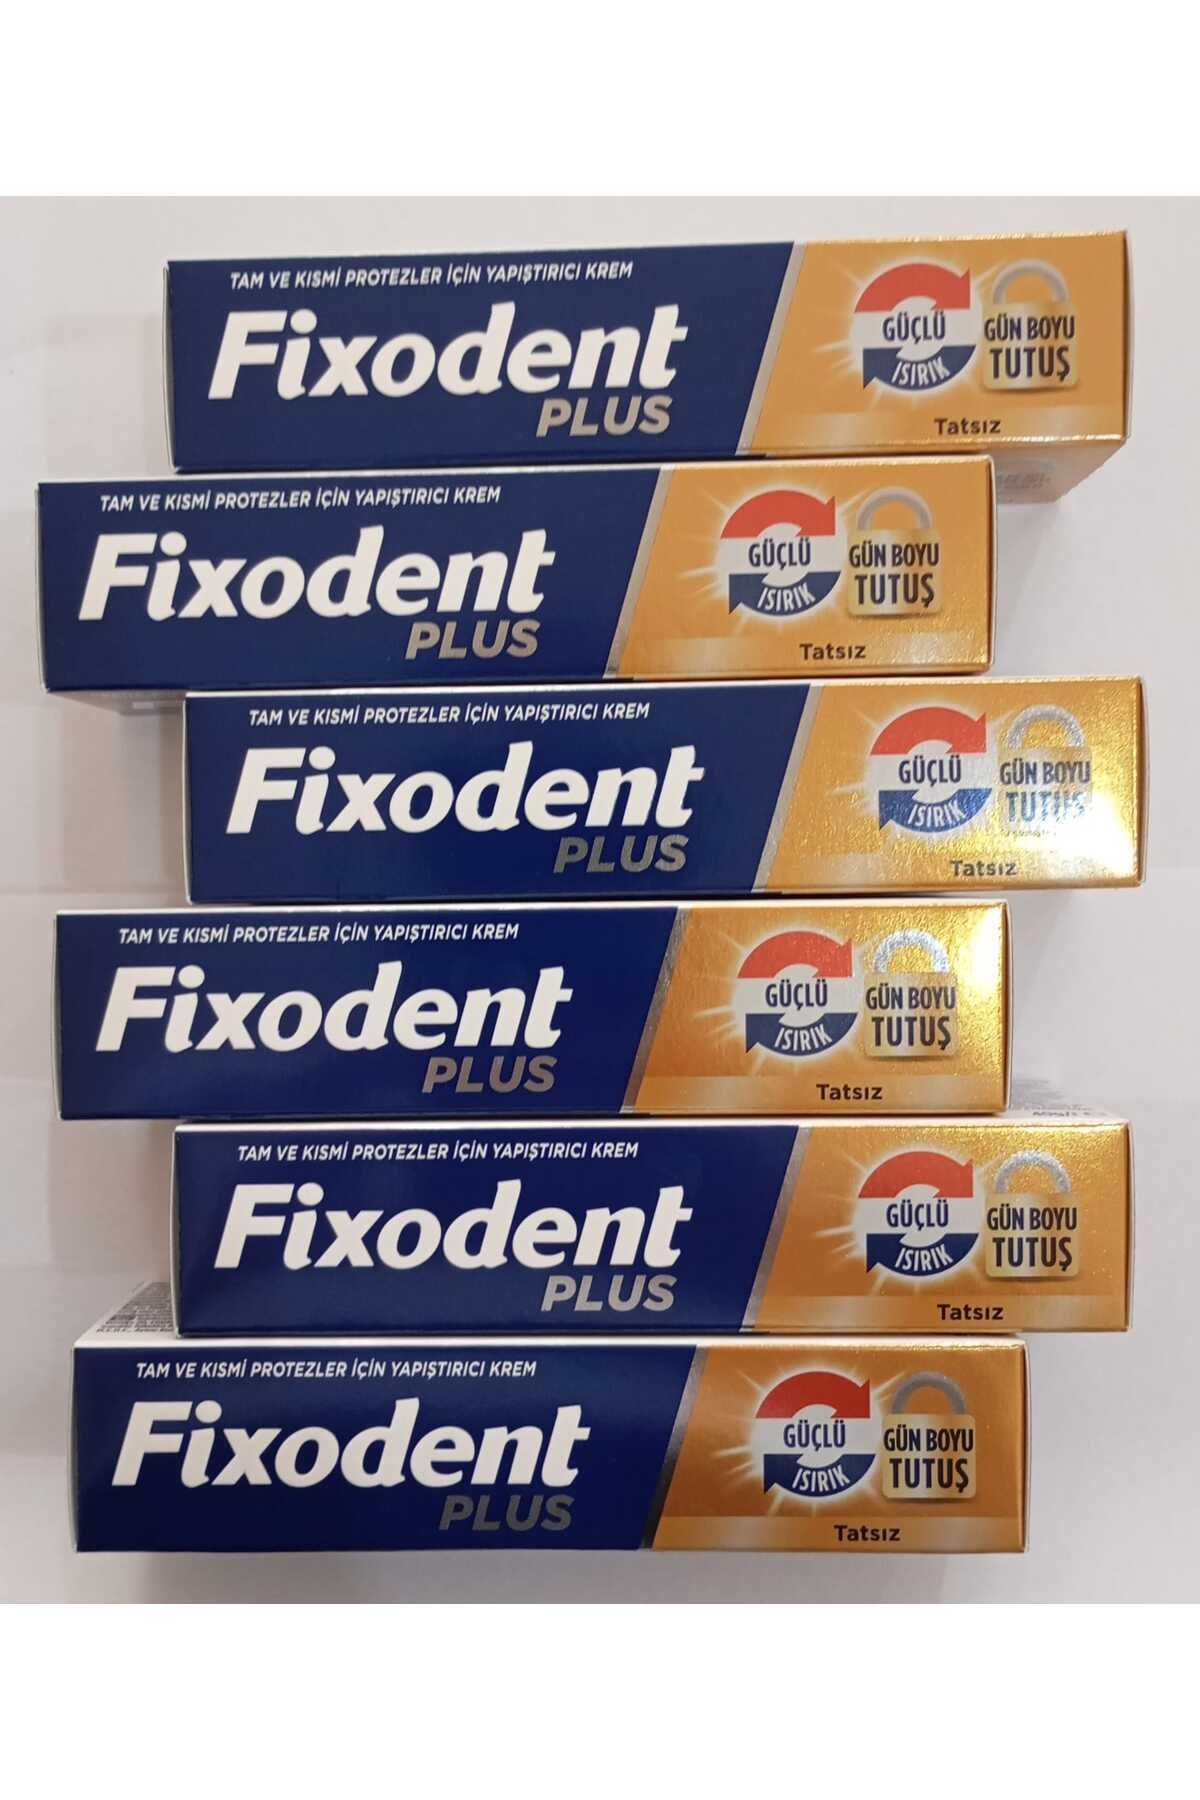 TAM VE KISMİ PROTEZLER İÇİN YAPIŞTIRICI KREM
Fixodent
PLUS
GÜÇLÜ
ISIRIK
GÜN BOYU
TUTUŞ
Tatsız
TAM VE KISMİ PROTEZLER İÇİN YAPIŞTIRICI KREM
Fixodent
PLUS
GÜÇLÜ
ISIRIK
GÜN BOYU
TUTUŞ
Tatsız
TAM VE KISMİ PROTEZLER İÇİN YAPIŞTIRICI KREM
Fixodent
PLUS
GÜÇLÜ
ISIRIK
GÜN BOYU
TUTUŞ
Tatsız
TAM VE KISMİ PROTEZLER İÇİN YAPIŞTIRICI KREM
Fixodent
PLUS
GÜÇLÜ
ISIRIK
GÜN BOYU
TUTUŞ
Tatsız
TAM VE KISMİ PROTEZLER İÇİN YAPIŞTIRICI KREM
Fixodent
PLUS
GÜÇLÜ
ISIRIK
GÜN BOYU
TUTUŞ
Tatsız
TAM VE KISMİ PROTEZLER İÇİN YAPIŞTIRICI KREM
Fixodent
PLUS
GÜÇLÜ
ISIRIK
GÜN BOYU
TUTUŞ
Tatsız